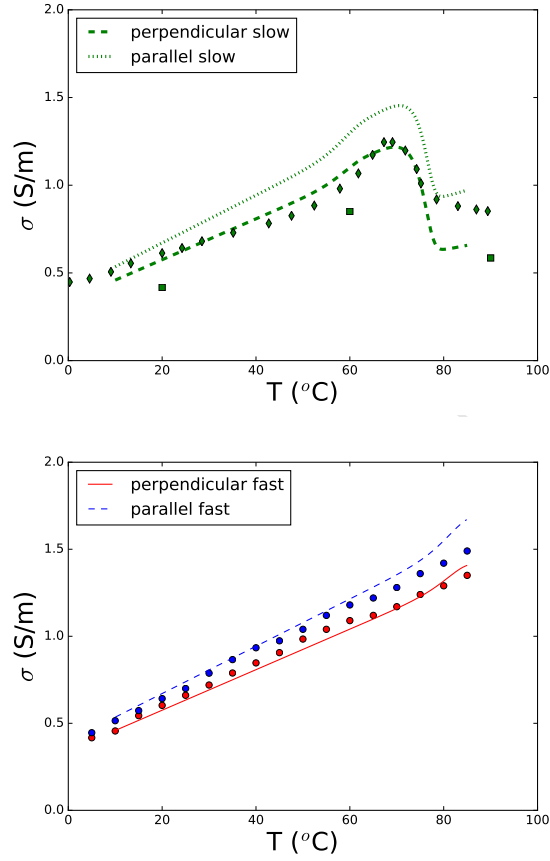 2.0
perpendicular slow
parallel slow
1.5
1.0
0.5
0.0
σ (S/m)
0 20 40 60 80 100
T (°C)
2.0
perpendicular fast
parallel fast
1.5
1.0
0.5
0.0
σ (S/m)
0 20 40 60 80 100
T (°C)